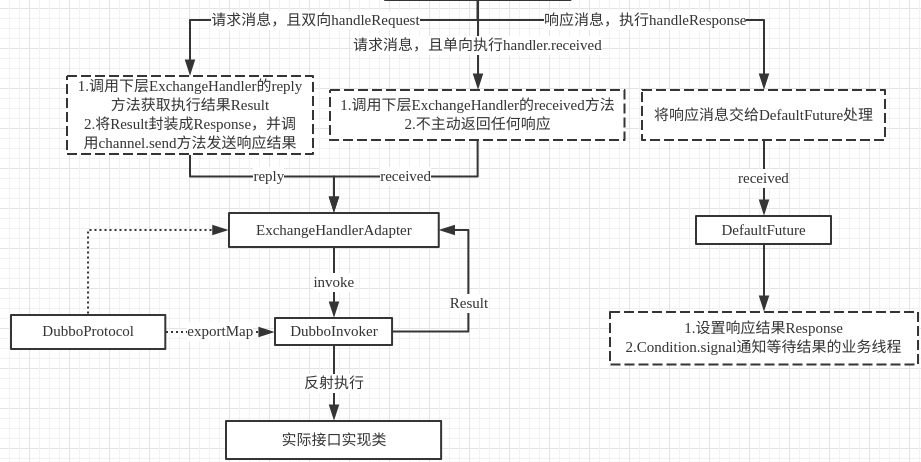 请求消息，且双向handleRequest
响应消息，执行handleResponse
请求消息，且单向执行handler.received
1.调用下层ExchangeHandler的reply
方法获取执行结果Result
2.将Result封装成Response，并调
用channel.send方法发送响应结果
1.调用下层ExchangeHandler的received方法
2.不主动返回任何响应
将响应消息交给DefaultFuture处理
reply
received
received
ExchangeHandlerAdapter
DefaultFuture
invoke
Result
DubboProtocol
exportMap
DubboInvoker
1.设置响应结果Response
2.Condition.signal通知等待结果的业务线程
反射执行
实际接口实现类